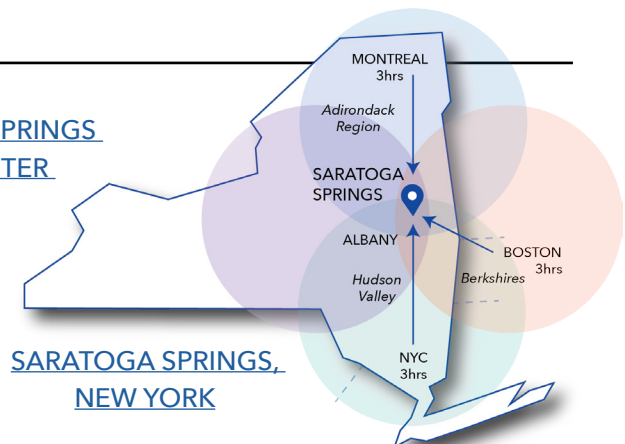 MONTREAL
3hrs
Adirondack
Region
PRINGS
TER
SARATOGA
SPRINGS
ALBANY
BOSTON
3hrs
Hudson
Valley
Berkshires
NYC
3hrs
SARATOGA SPRINGS,
NEW YORK